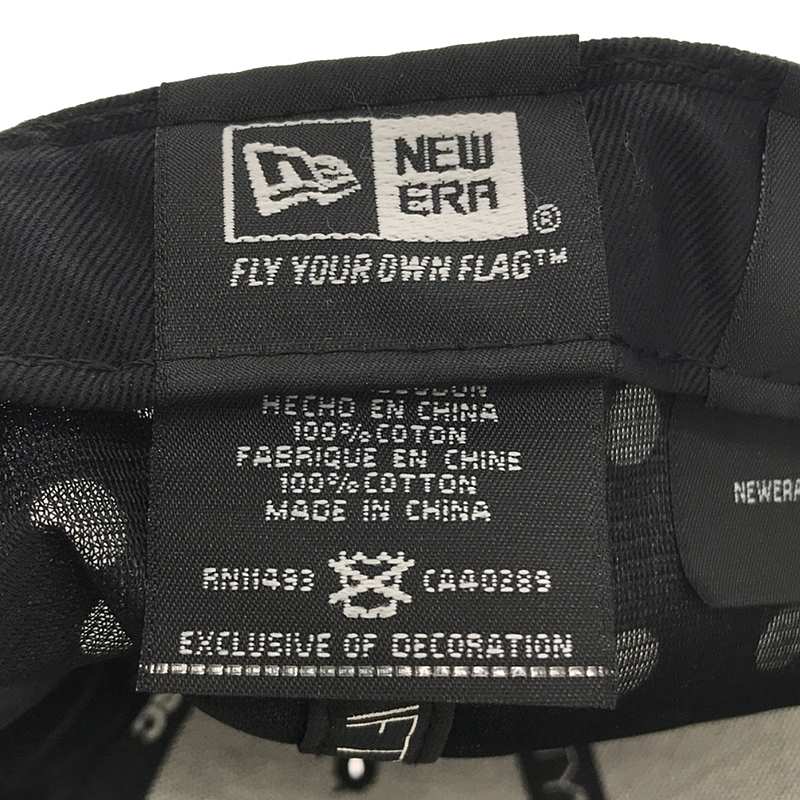 NEW
ERA
®
FLY YOUR OWN FLAG™
HECHO EN CHINA
100% COTON
FABRIQUE EN CHINE
100% COTTON
MADE IN CHINA
RN11493 CA40289
EXCLUSIVE OF DECORATION
NEWERA